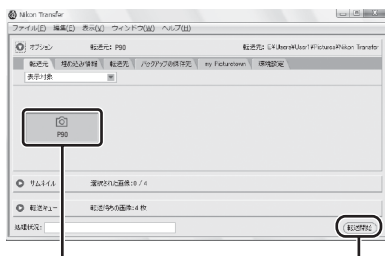 Nikon Transfer
ファイル(F) 編集(E) 表示(V) ウィンドウ(W) ヘルプ(H)
オプション 転送元: P90 転送先: C:¥Users¥User1¥Pictures¥Nikon Transfer
転送元 埋め込み情報 転送先 バックアップの保存先 my Picturetown 環境設定
表示対象
P90
サムネイル 選択された画像:0 / 4
転送キュー 転送待ちの画像:4 枚
処理状況: 転送開始